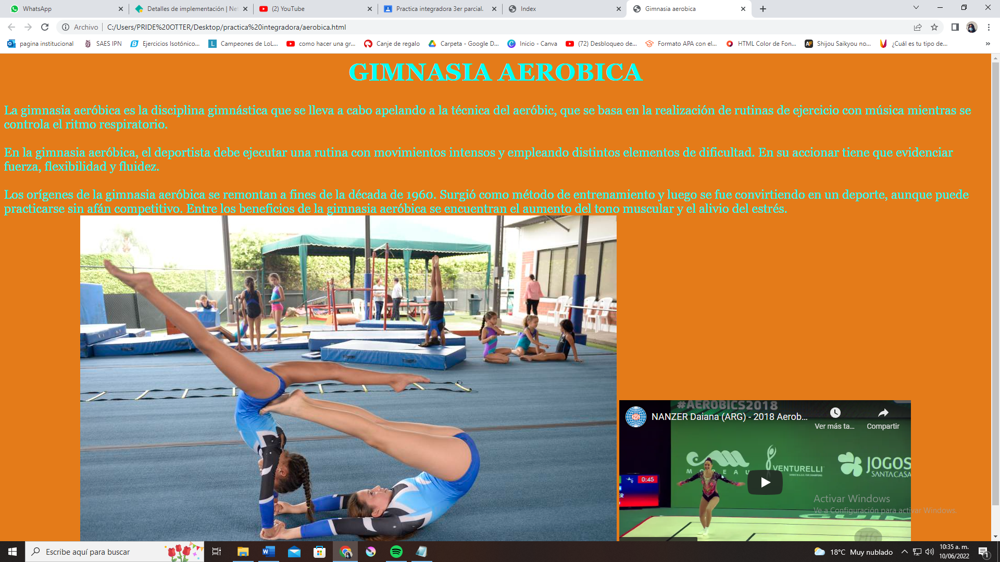 WhatsApp
Detalles de implementación | Net
(2) YouTube
Practica integradora 3er parcial.
Index
Gimnasia aerobica
Archivo
C:/Users/PRIDE%20OTTER/Desktop/practica%20integradora/aerobica.html
pagina institucional
SAES IPN
Ejercicios Isotónico...
Campeones de LoL...
como hacer una gr...
Canje de regalo
Carpeta - Google D...
Inicio - Canva
(72) Desbloqueo de...
Formato APA con el...
HTML Color de Fon...
Shijou Saikyou no...
¿Cuál es tu tipo de...
GIMNASIA AEROBICA
La gimnasia aeróbica es la disciplina gimnástica que se lleva a cabo apelando a la técnica del aeróbic, que se basa en la realización de rutinas de ejercicio con música mientras se
controla el ritmo respiratorio.
En la gimnasia aeróbica, el deportista debe ejecutar una rutina con movimientos intensos y empleando distintos elementos de dificultad. En su accionar tiene que evidenciar
fuerza, flexibilidad y fluidez.
Los orígenes de la gimnasia aeróbica se remontan a fines de la década de 1960. Surgió como método de entrenamiento y luego se fue convirtiendo en un deporte, aunque puede
practicarse sin afán competitivo. Entre los beneficios de la gimnasia aeróbica se encuentran el aumento del tono muscular y el alivio del estrés.
#AEROBICS2018
NANZER Daiana (ARG) - 2018 Aerob...
Ver más ta...
Compartir
MOREAU
VENTURELLI
JOGOS
SANTACASA
0:45
Activar Windows
Ve a Configuración para activar Windows.
Escribe aquí para buscar
18°C Muy nublado
10:35 a. m.
10/06/2022
1